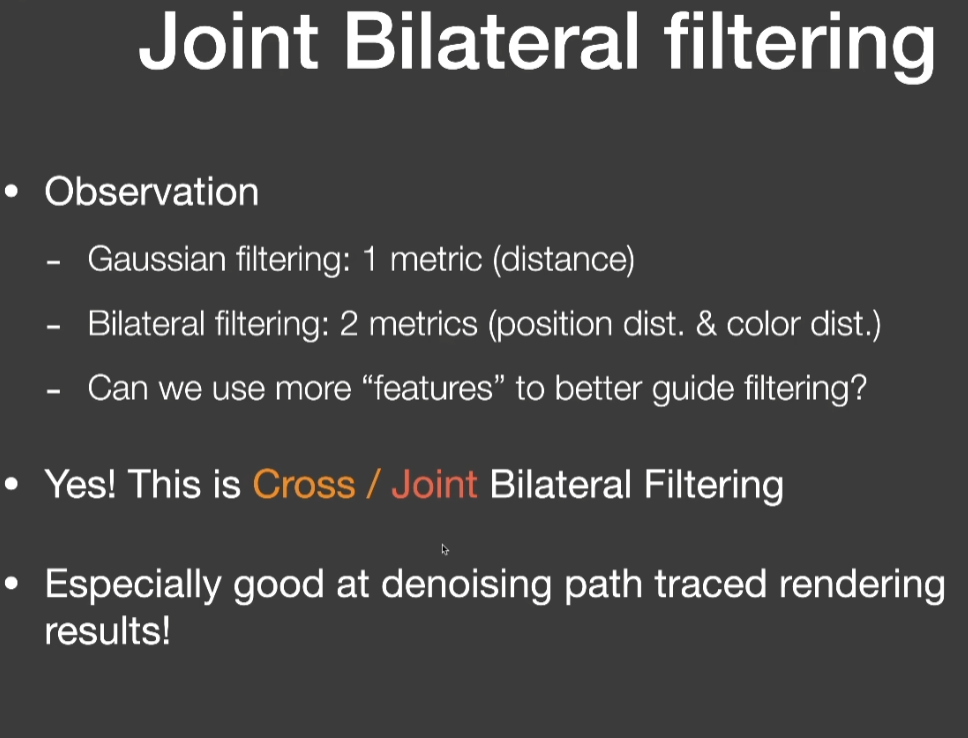 Joint Bilateral filtering
• Observation
- Gaussian filtering: 1 metric (distance)
- Bilateral filtering: 2 metrics (position dist. & color dist.)
- Can we use more “features” to better guide filtering?
• Yes! This is Cross / Joint Bilateral Filtering
• Especially good at denoising path traced rendering
results!